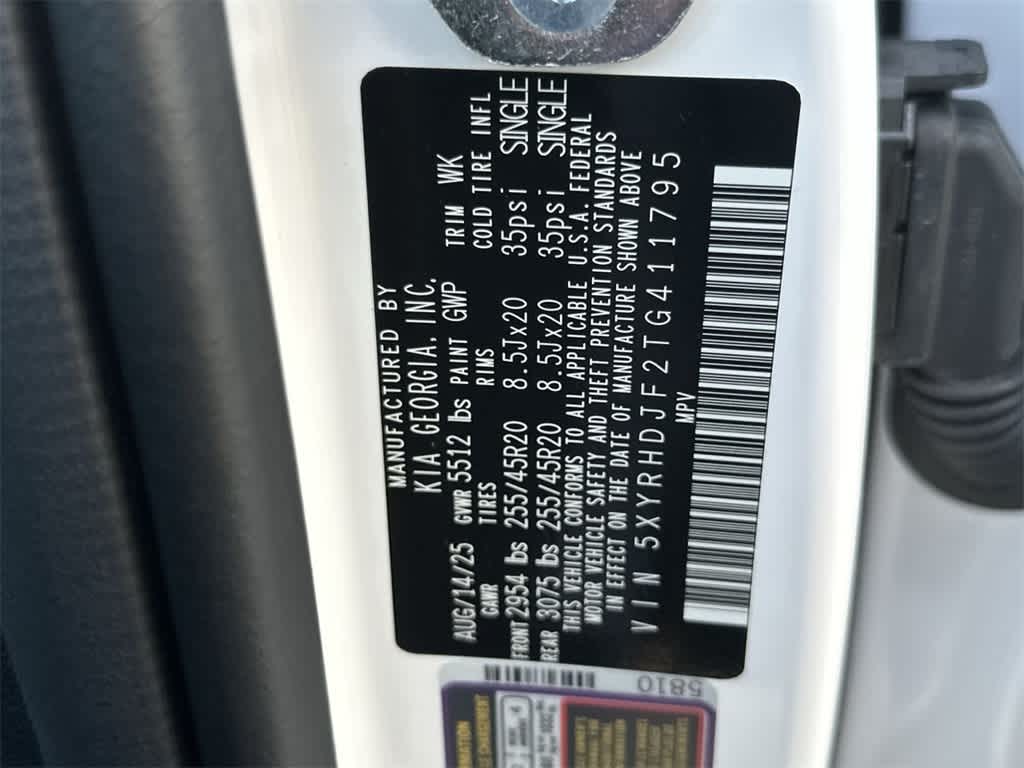 MANUFACTURED BY
KIA GEORGIA, INC.
AUG/14/25 GVWR 5512 lbs PAINT GWP TRIM WK
GAWR TIRES RIMS COLD TIRE INFL
FRONT 2954 lbs 255/45R20 8.5Jx20 35psi SINGLE
REAR 3075 lbs 255/45R20 8.5Jx20 35psi SINGLE
THIS VEHICLE CONFORMS TO ALL APPLICABLE U.S.A. FEDERAL
MOTOR VEHICLE SAFETY AND THEFT PREVENTION STANDARDS
IN EFFECT ON THE DATE OF MANUFACTURE SHOWN ABOVE
VIN 5XYRHDJF2TG411795
MPV
5810